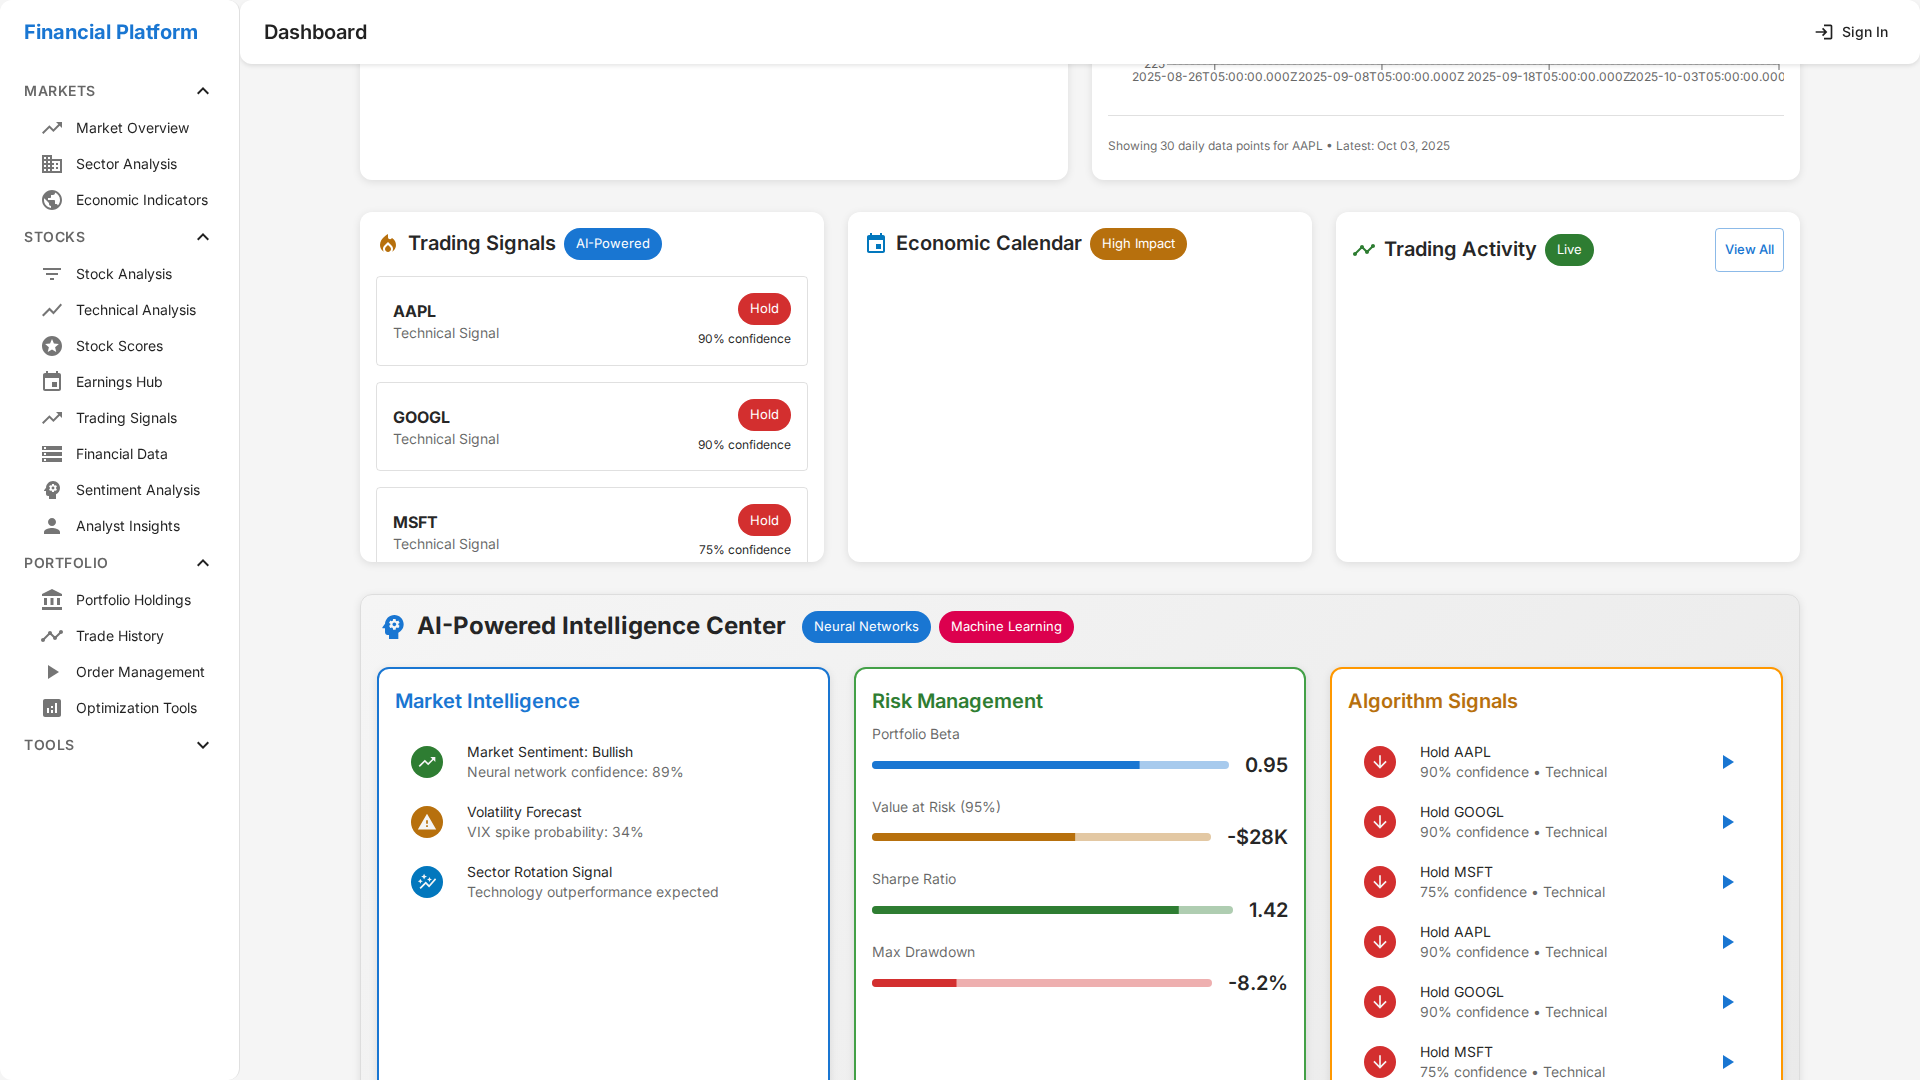 Financial Platform
Dashboard
Sign In
MARKETS
Market Overview
Sector Analysis
Economic Indicators
STOCKS
Stock Analysis
Technical Analysis
Stock Scores
Earnings Hub
Trading Signals
Financial Data
Sentiment Analysis
Analyst Insights
PORTFOLIO
Portfolio Holdings
Trade History
Order Management
Optimization Tools
TOOLS
2025-08-26T05:00:00.000Z 2025-09-08T05:00:00.000Z 2025-09-18T05:00:00.000Z 2025-10-03T05:00:00.000
Showing 30 daily data points for AAPL • Latest: Oct 03, 2025
Trading Signals AI-Powered
AAPL Hold
Technical Signal 90% confidence
GOOGL Hold
Technical Signal 90% confidence
MSFT Hold
Technical Signal 75% confidence
Economic Calendar High Impact
Trading Activity Live View All
AI-Powered Intelligence Center Neural Networks Machine Learning
Market Intelligence
Market Sentiment: Bullish
Neural network confidence: 89%
Volatility Forecast
VIX spike probability: 34%
Sector Rotation Signal
Technology outperformance expected
Risk Management
Portfolio Beta
0.95
Value at Risk (95%)
-$28K
Sharpe Ratio
1.42
Max Drawdown
-8.2%
Algorithm Signals
Hold AAPL
90% confidence • Technical
Hold GOOGL
90% confidence • Technical
Hold MSFT
75% confidence • Technical
Hold AAPL
90% confidence • Technical
Hold GOOGL
90% confidence • Technical
Hold MSFT
75% confidence • Technical